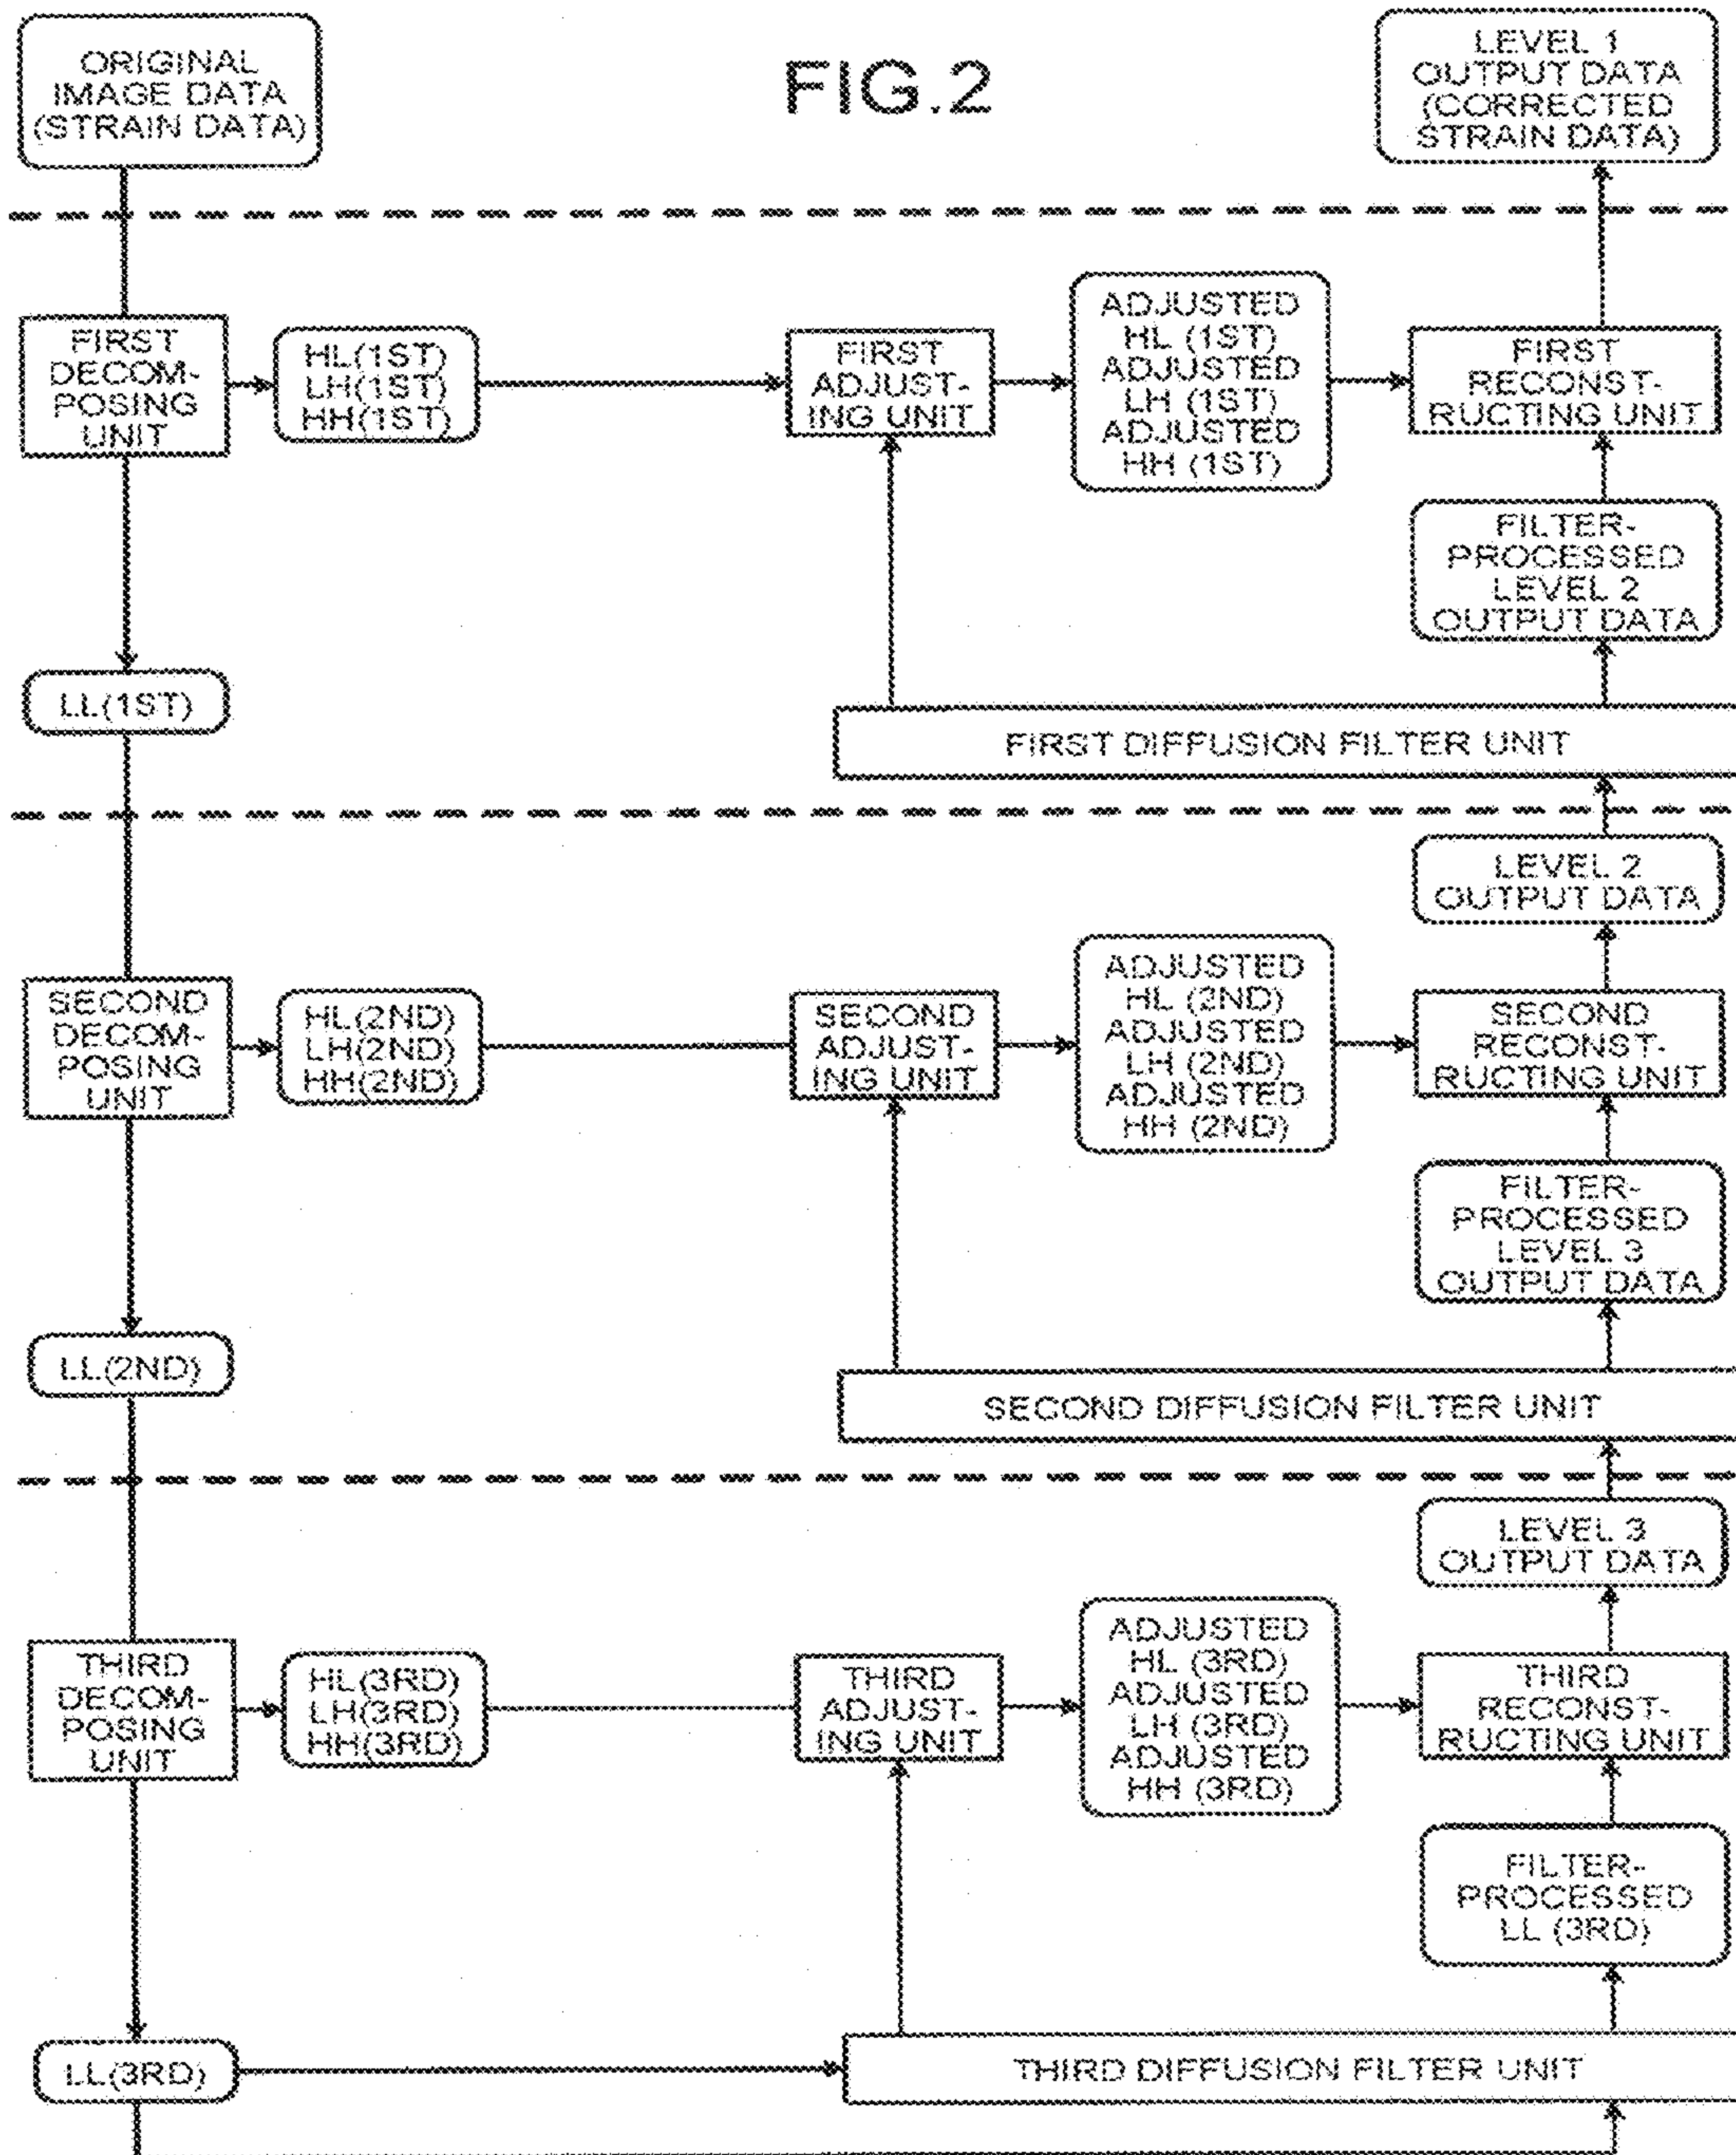 FIG.2
ORIGINAL
IMAGE DATA
(STRAIN DATA)
LEVEL 1
OUTPUT DATA
(CORRECTED
STRAIN DATA)
FIRST
DECOM-
POSING
UNIT
HL(1ST)
LH(1ST)
HH(1ST)
FIRST
ADJUST-
ING UNIT
ADJUSTED
HL (1ST)
ADJUSTED
LH (1ST)
ADJUSTED
HH (1ST)
FIRST
RECONST-
RUCTING UNIT
FILTER-
PROCESSED
LEVEL 2
OUTPUT DATA
LL(1ST)
FIRST DIFFUSION FILTER UNIT
LEVEL 2
OUTPUT DATA
SECOND
DECOM-
POSING
UNIT
HL(2ND)
LH(2ND)
HH(2ND)
SECOND
ADJUST-
ING UNIT
ADJUSTED
HL (2ND)
ADJUSTED
LH (2ND)
ADJUSTED
HH (2ND)
SECOND
RECONST-
RUCTING UNIT
FILTER-
PROCESSED
LEVEL 3
OUTPUT DATA
LL(2ND)
SECOND DIFFUSION FILTER UNIT
LEVEL 3
OUTPUT DATA
THIRD
DECOM-
POSING
UNIT
HL(3RD)
LH(3RD)
HH(3RD)
THIRD
ADJUST-
ING UNIT
ADJUSTED
HL (3RD)
ADJUSTED
LH (3RD)
ADJUSTED
HH (3RD)
THIRD
RECONST-
RUCTING UNIT
FILTER-
PROCESSED
LL (3RD)
LL(3RD)
THIRD DIFFUSION FILTER UNIT